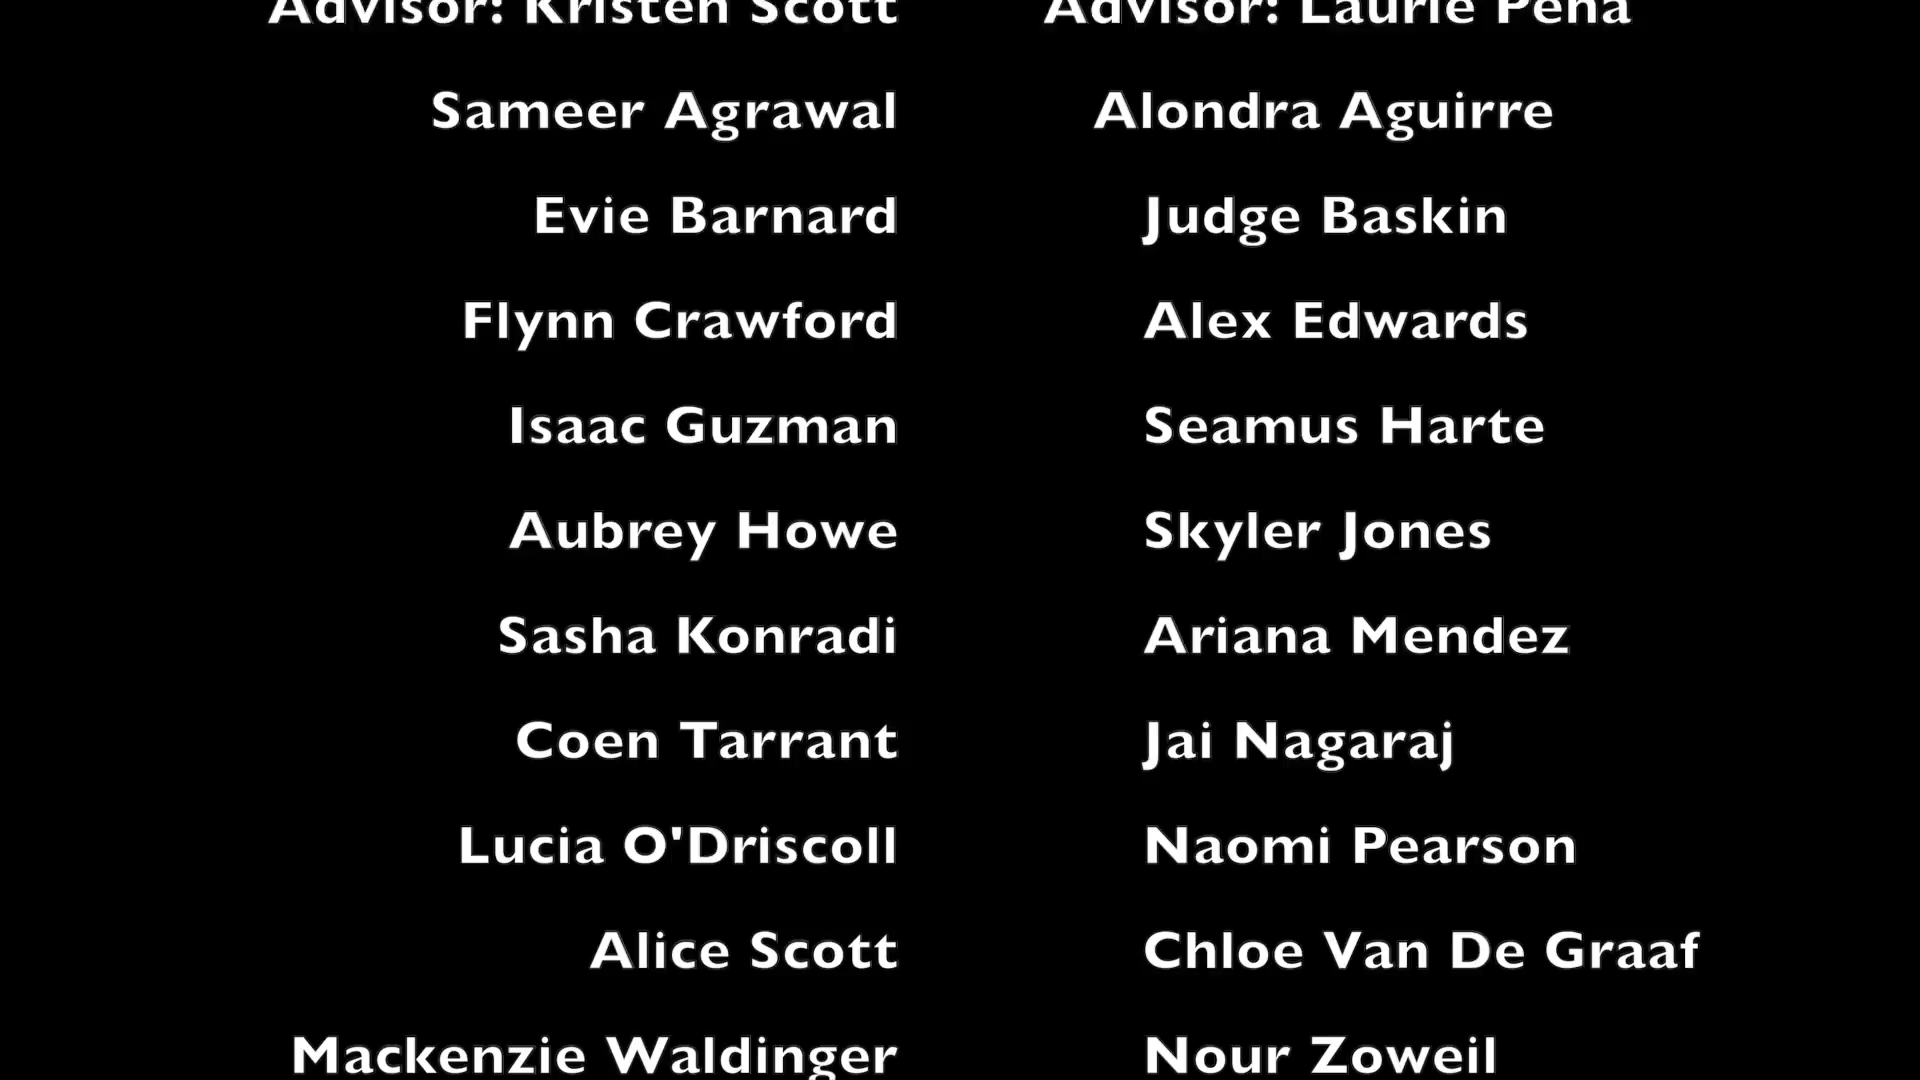 Advisor: Kristen Scott
Sameer Agrawal
Evie Barnard
Flynn Crawford
Isaac Guzman
Aubrey Howe
Sasha Konradi
Coen Tarrant
Lucia O'Driscoll
Alice Scott
Mackenzie Waldinger
Advisor: Laurie Pena
Alondra Aguirre
Judge Baskin
Alex Edwards
Seamus Harte
Skyler Jones
Ariana Mendez
Jai Nagaraj
Naomi Pearson
Chloe Van De Graaf
Nour Zoweil